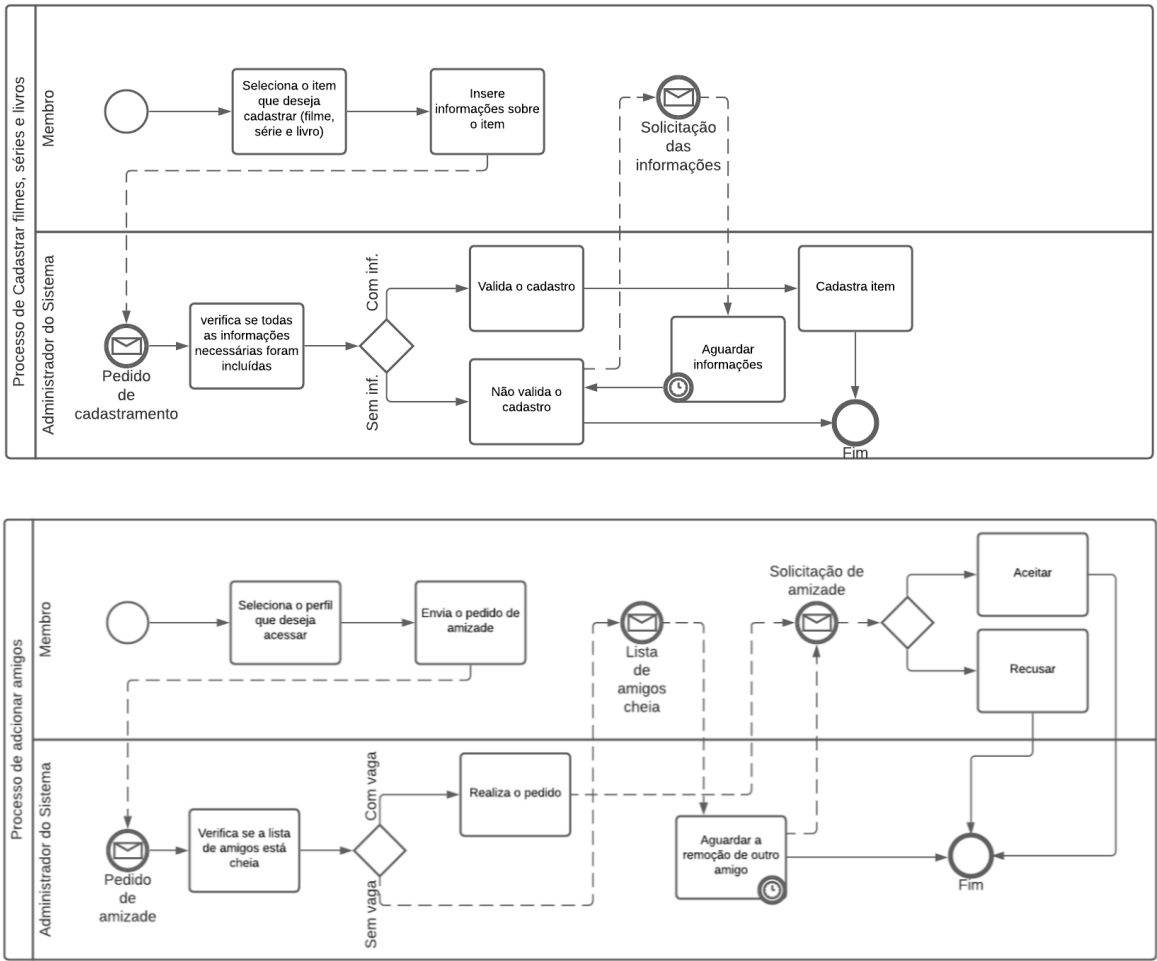 Processo de Cadastrar filmes, séries e livros
Membro
Seleciona o item
que deseja
cadastrar (filme,
série e livro)
Insere
informações sobre
o item
Solicitação
das
informações
Administrador do Sistema
Pedido
de
cadastramento
verifica se todas
as informações
necessárias foram
incluídas
Com inf.
Sem inf.
Valida o cadastro
Não valida o
cadastro
Aguardar
informações
Cadastra item
Fim
Processo de adcionar amigos
Membro
Seleciona o perfil
que deseja
acessar
Envia o pedido de
amizade
Lista
de
amigos
cheia
Solicitação de
amizade
Aceitar
Recusar
Administrador do Sistema
Pedido
de
amizade
Verifica se a lista
de amigos está
cheia
Com vaga
Sem vaga
Realiza o pedido
Aguardar a
remoção de outro
amigo
Fim